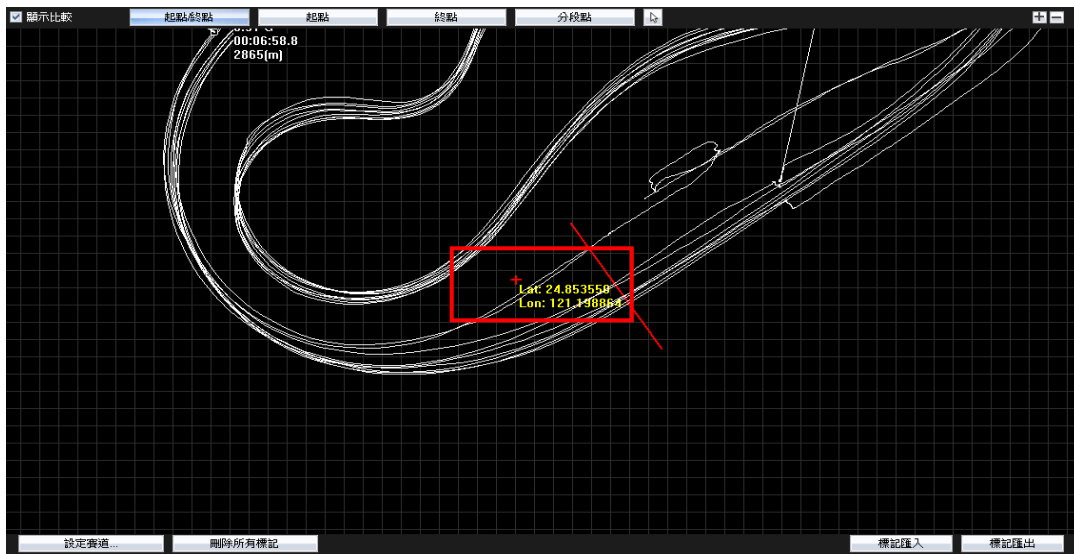 顯示比較
起點/終點
起點
終點
分段點
00:06:58.8
2865(m)
Lat: 24.853558
Lon: 121.198864
設定賽道...
刪除所有標記
標記匯入
標記匯出